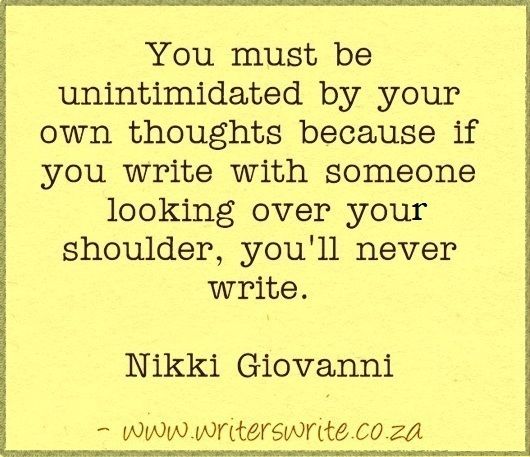 You must be
unintimidated by your
own thoughts because if
you write with someone
looking over your
shoulder, you'll never
write.
Nikki Giovanni
- www.writerswrite.co.za